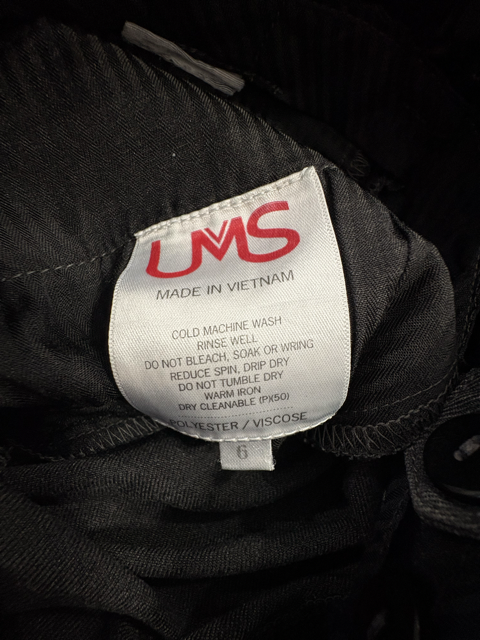 UMS
MADE IN VIETNAM
COLD MACHINE WASH
RINSE WELL
DO NOT BLEACH, SOAK OR WRING
REDUCE SPIN, DRIP DRY
DO NOT TUMBLE DRY
WARM IRON
DRY CLEANABLE (P)(50)
POLYESTER / VISCOSE
6